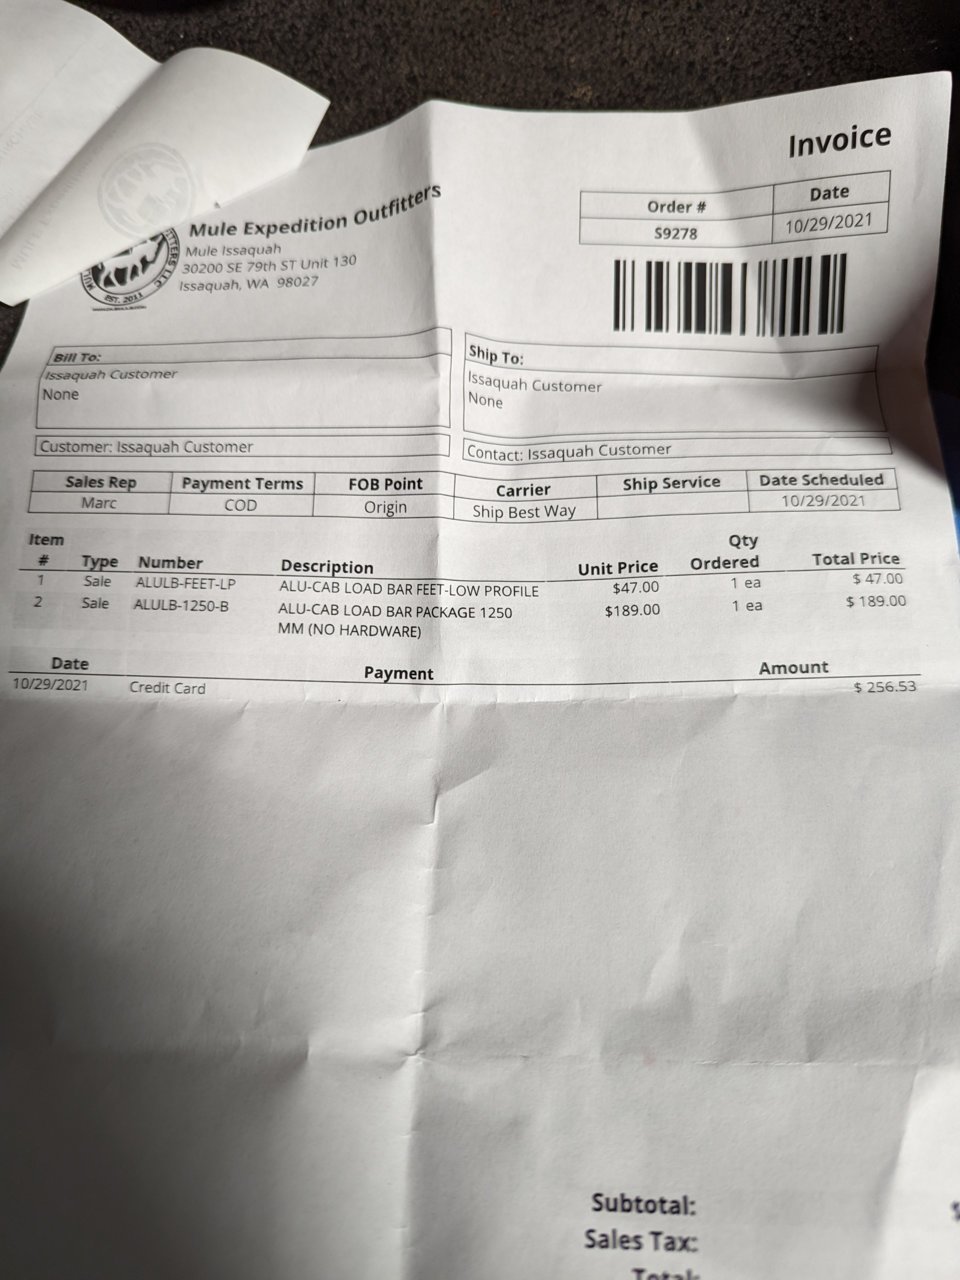 Invoice
Order # Date
S9278 10/29/2021
Mule Expedition Outfitters
Mule Issaquah
30200 SE 79th ST Unit 130
Issaquah, WA 98027
EST. 2011
Bill To:
Issaquah Customer
None
Ship To:
Issaquah Customer
None
Customer: Issaquah Customer
Contact: Issaquah Customer
Sales Rep Payment Terms FOB Point Carrier Ship Service Date Scheduled
Marc COD Origin Ship Best Way 10/29/2021
Item # Type Number Description Unit Price Qty Ordered Total Price
1 Sale ALULB-FEET-LP ALU-CAB LOAD BAR FEET-LOW PROFILE $47.00 1 ea $ 47.00
2 Sale ALULB-1250-B ALU-CAB LOAD BAR PACKAGE 1250 $189.00 1 ea $ 189.00
MM (NO HARDWARE)
Date Payment Amount
10/29/2021 Credit Card $ 256.53
Subtotal: $
Sales Tax:
Total: